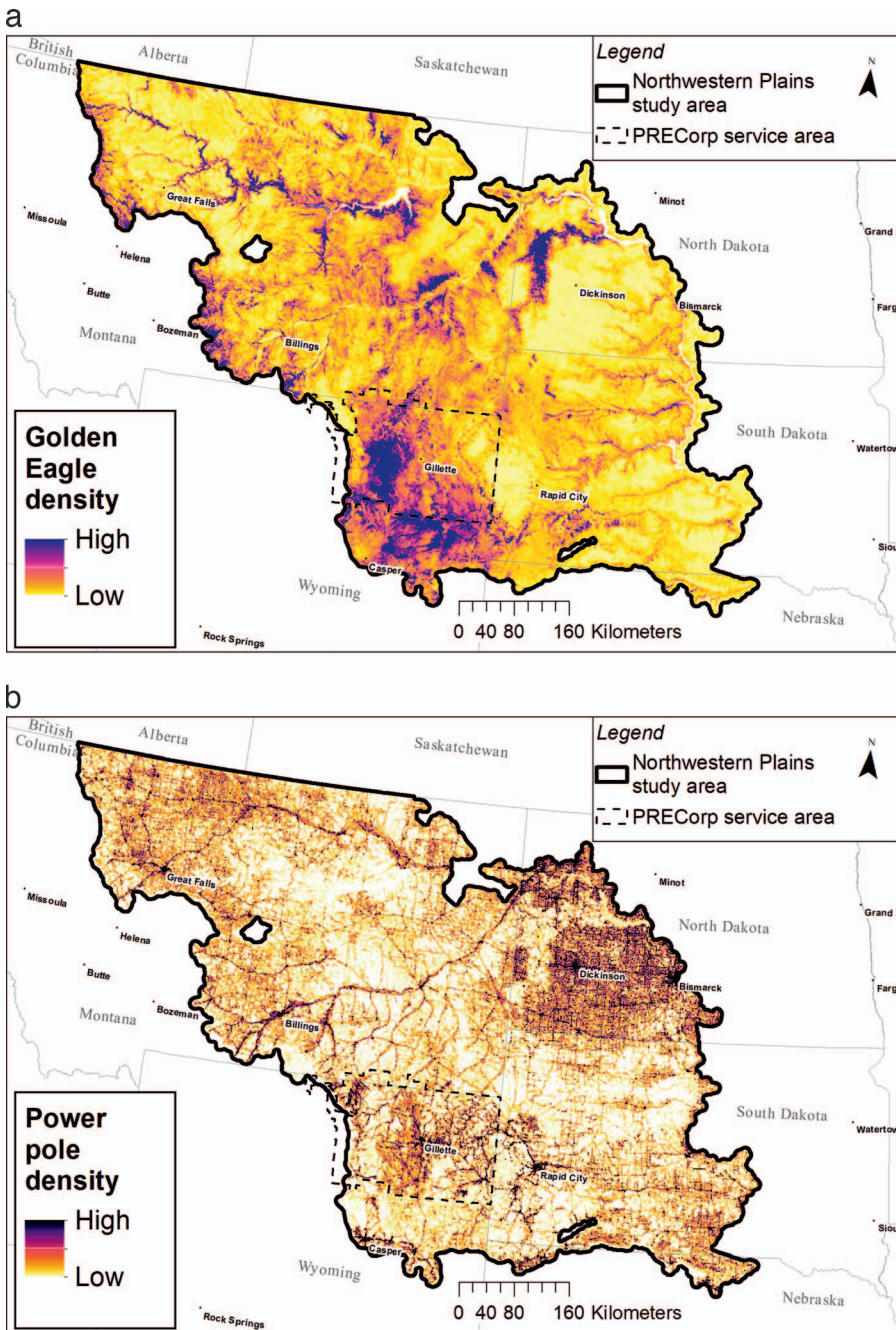 a
British
Columbia
Alberta
Saskatchewan
Legend
Northwestern Plains
study area
PRECorp service area
N
Minot
Great Falls
Missoula
Grand
North Dakota
Helena
Butte
Dickinson
Bismarck
Farg
Bozeman
Montana
Billings
Golden
Eagle
density
High
Low
South Dakota
Watertow
Gillette
Rapid City
Siou
Casper
Wyoming
Nebraska
0 40 80 160 Kilometers
Rock Springs
b
British
Columbia
Alberta
Saskatchewan
Legend
Northwestern Plains
study area
PRECorp service area
N
Minot
Great Falls
Missoula
Grand
North Dakota
Helena
Butte
Dickinson
Bismarck
Farg
Bozeman
Montana
Billings
Power
pole
density
High
Low
South Dakota
Watertow
Gillette
Rapid City
Siou
Casper
Wyoming
Nebraska
0 40 80 160 Kilometers
Rock Springs